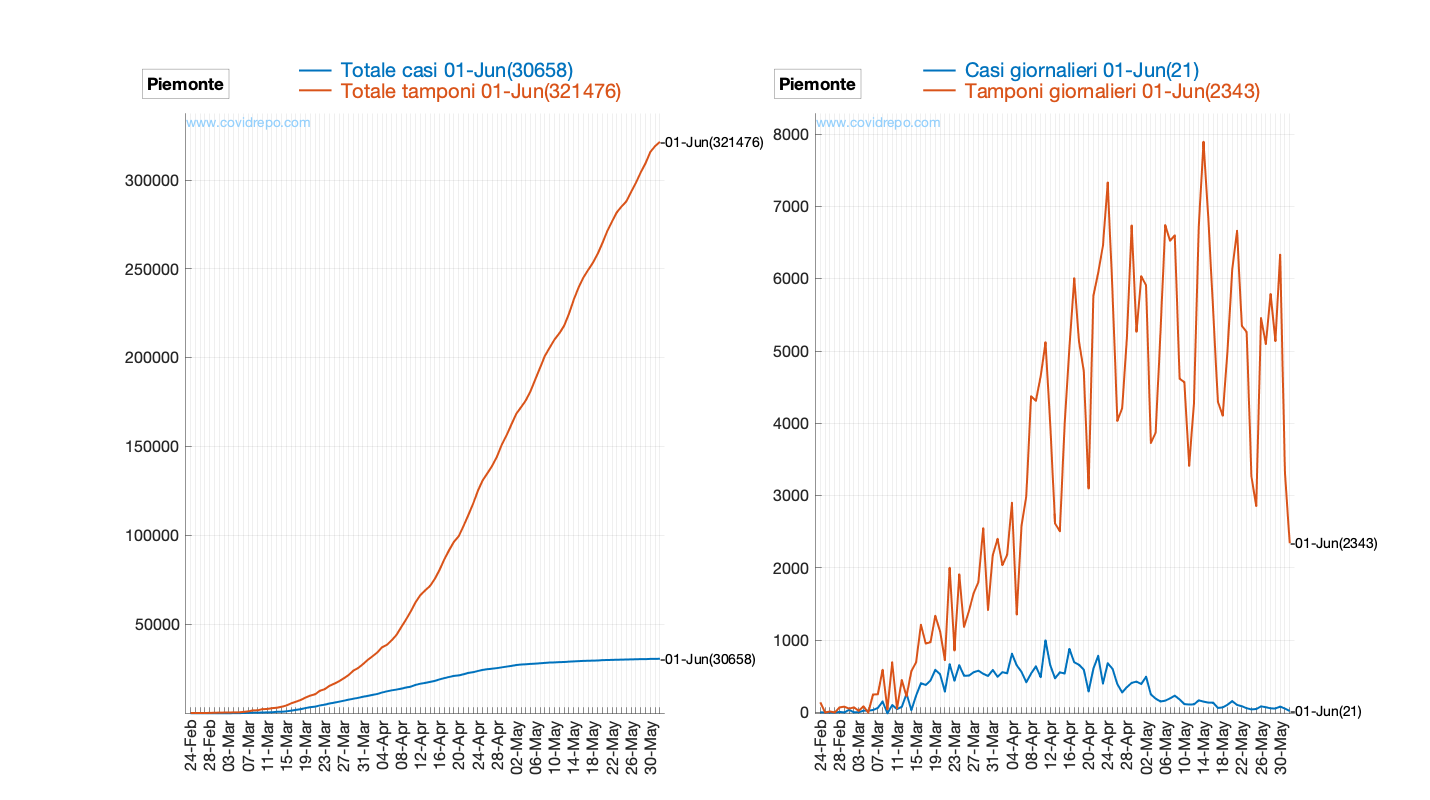 Piemonte
Totale casi 01-Jun(30658)
Totale tamponi 01-Jun(321476)
www.covidrepo.com
01-Jun(321476)
300000
250000
200000
150000
100000
50000
01-Jun(30658)
24-Feb
28-Feb
03-Mar
07-Mar
11-Mar
15-Mar
19-Mar
23-Mar
27-Mar
31-Mar
04-Apr
08-Apr
12-Apr
16-Apr
20-Apr
24-Apr
28-Apr
02-May
06-May
10-May
14-May
18-May
22-May
26-May
30-May
Piemonte
Casi giornalieri 01-Jun(21)
Tamponi giornalieri 01-Jun(2343)
www.covidrepo.com
8000
7000
6000
5000
4000
3000
2000
1000
0
01-Jun(2343)
01-Jun(21)
24-Feb
28-Feb
03-Mar
07-Mar
11-Mar
15-Mar
19-Mar
23-Mar
27-Mar
31-Mar
04-Apr
08-Apr
12-Apr
16-Apr
20-Apr
24-Apr
28-Apr
02-May
06-May
10-May
14-May
18-May
22-May
26-May
30-May